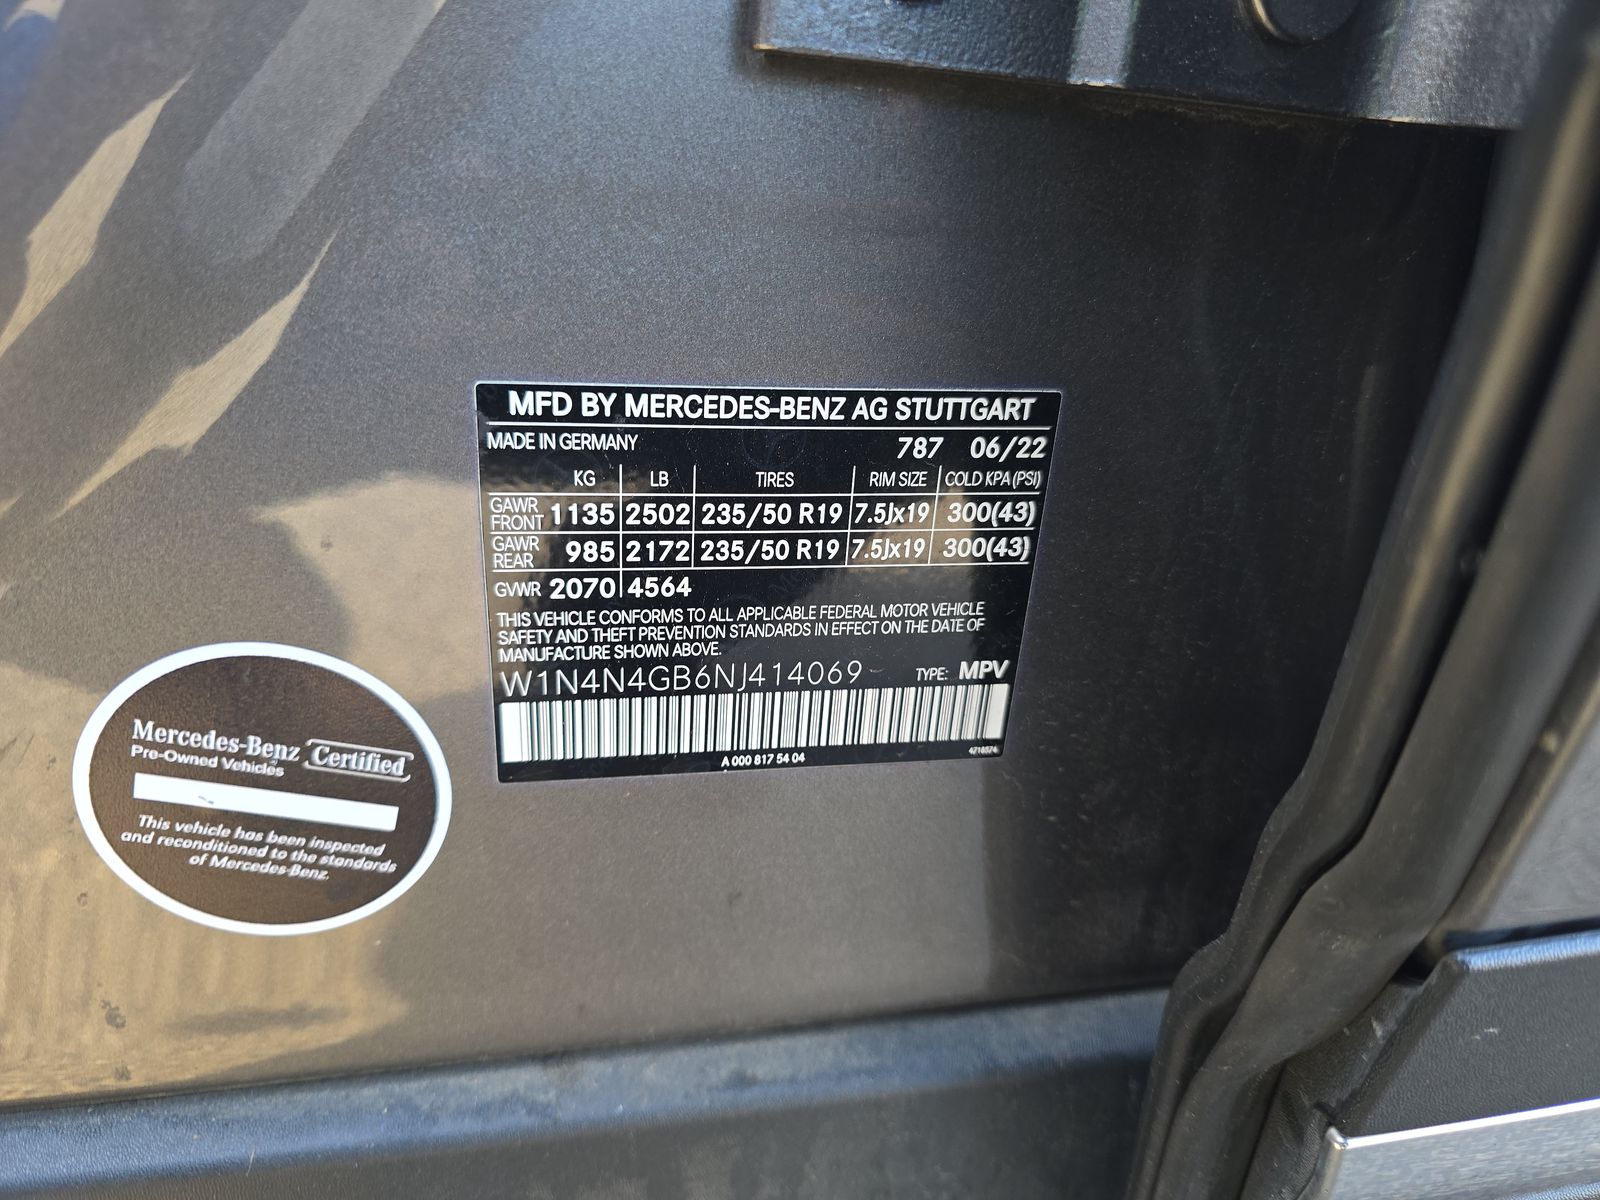 MFD BY MERCEDES-BENZ AG STUTTGART
MADE IN GERMANY 787 06/22
KG LB TIRES RIM SIZE COLD KPA (PSI)
GAWR FRONT 1135 2502 235/50 R19 7.5Jx19 300(43)
GAWR REAR 985 2172 235/50 R19 7.5Jx19 300(43)
GVWR 2070 4564
THIS VEHICLE CONFORMS TO ALL APPLICABLE FEDERAL MOTOR VEHICLE
SAFETY AND THEFT PREVENTION STANDARDS IN EFFECT ON THE DATE OF
MANUFACTURE SHOWN ABOVE.
W1N4N4GB6NJ414069 TYPE: MPV
A 000 817 54 04
Mercedes-Benz Certified
Pre-Owned Vehicles
This vehicle has been inspected
and reconditioned to the standards
of Mercedes-Benz.